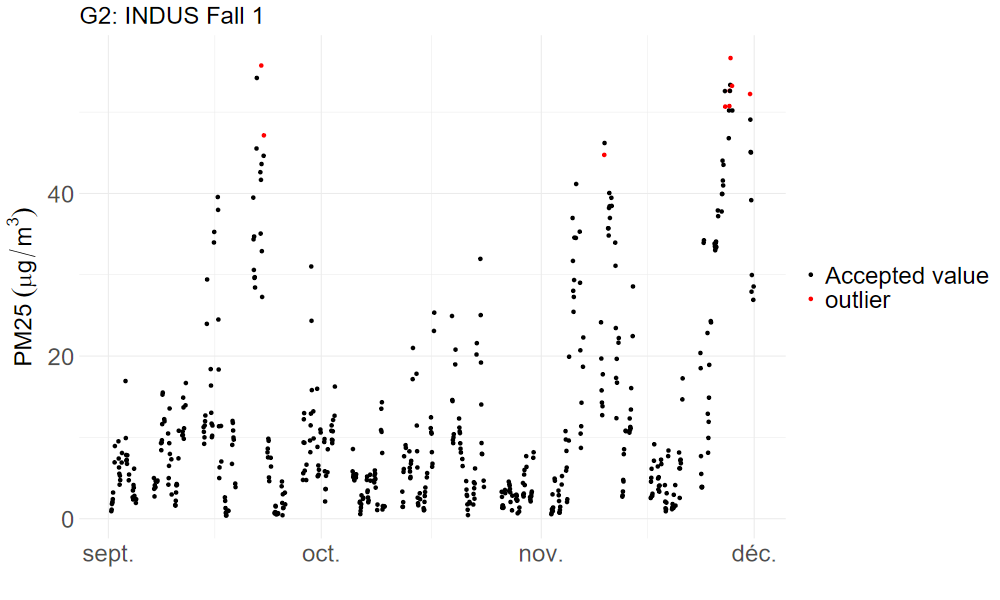 G2: INDUS Fall 1
PM25 (μg/m³)
40
20
0
sept.
oct.
nov.
déc.
Accepted value
outlier